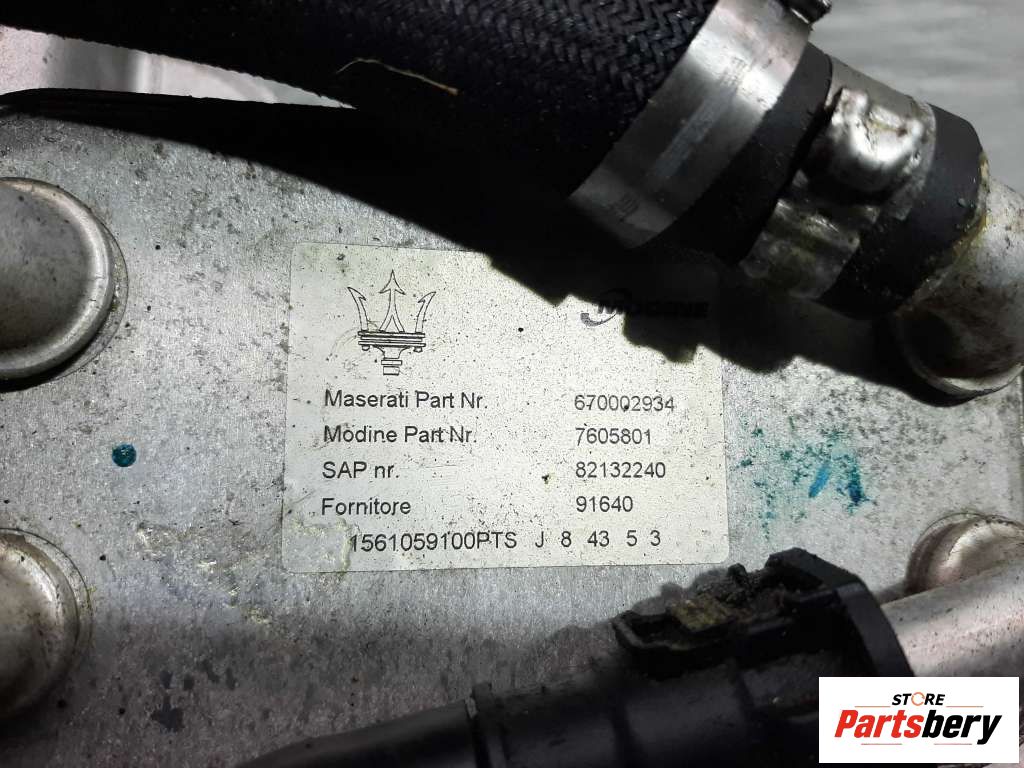 MODINE
Maserati Part Nr. 670002934
Modine Part Nr. 7605801
SAP nr. 82132240
Fornitore 91640
1561059100PTS J 8 43 5 3
STORE
Partsbery